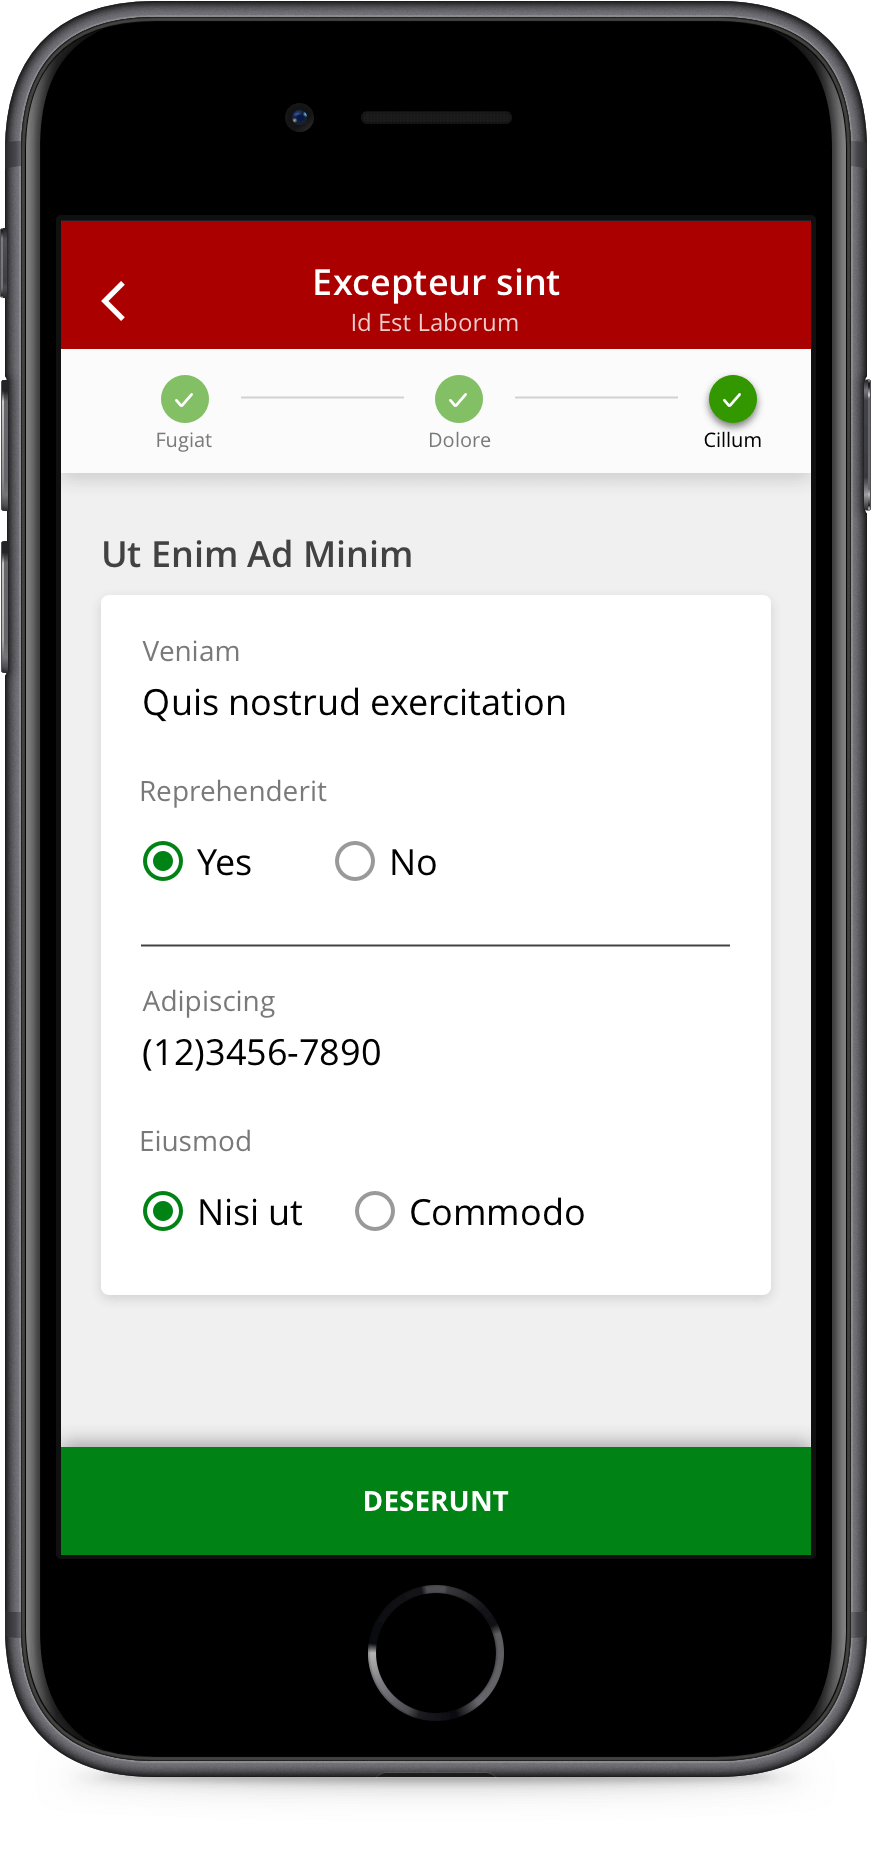 Excepteur sint
Id Est Laborum
Fugiat
Dolore
Cillum
Ut Enim Ad Minim
Veniam
Quis nostrud exercitation
Reprehenderit
Yes No
Adipiscing
(12)3456-7890
Eiusmod
Nisi ut Commodo
DESERUNT